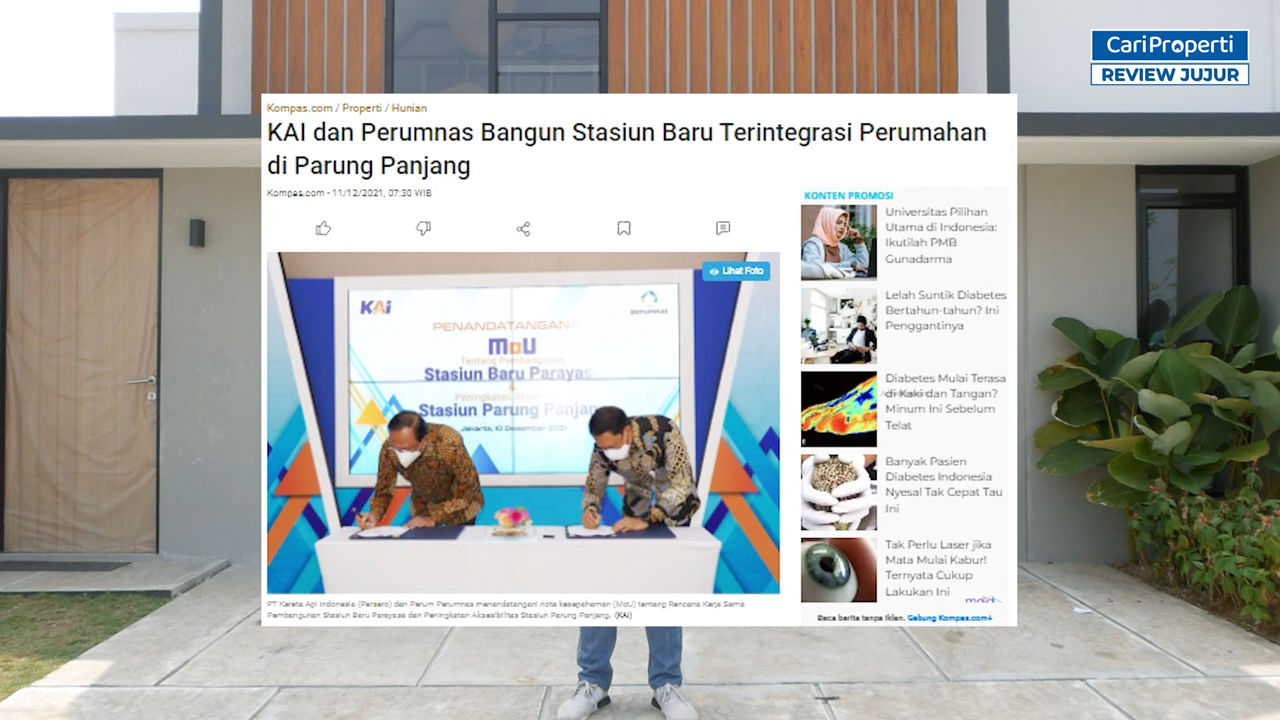 CariProperti
REVIEW JUJUR
Kompas.com / Properti / Hunian
KAI dan Perumnas Bangun Stasiun Baru Terintegrasi Perumahan
di Parung Panjang
Kompas.com - 11/12/2021, 07:30 WIB
Lihat Foto
KAI
perumnas
PENANDATANGANA
MoU
Tentang Pembangunan
Stasiun Baru Parayas
&
Peningkatan
Stasiun Parung Panjan
Jakarta, 10 Desember 2021
PT Kereta Api Indonesia (Persero) dan Perum Perumnas menandatangani nota kesepahaman (MoU) tentang Rencana Kerja Sama
Pembangunan Stasiun Baru Parayasa dan Peningkatan Aksesibilitas Stasiun Parung Panjang. (KAI)
KONTEN PROMOSI
Universitas Pilihan
Utama di Indonesia:
Ikutilah PMB
Gunadarma
Lelah Suntik Diabetes
Bertahun-tahun? Ini
Penggantinya
Diabetes Mulai Terasa
di Kaki dan Tangan?
Minum Ini Sebelum
Telat
Banyak Pasien
Diabetes Indonesia
Nyesal Tak Cepat Tau
Ini
Tak Perlu Laser jika
Mata Mulai Kabur!
Ternyata Cukup
Lakukan Ini
Baca berita tanpa iklan. Gabung Kompas.com+